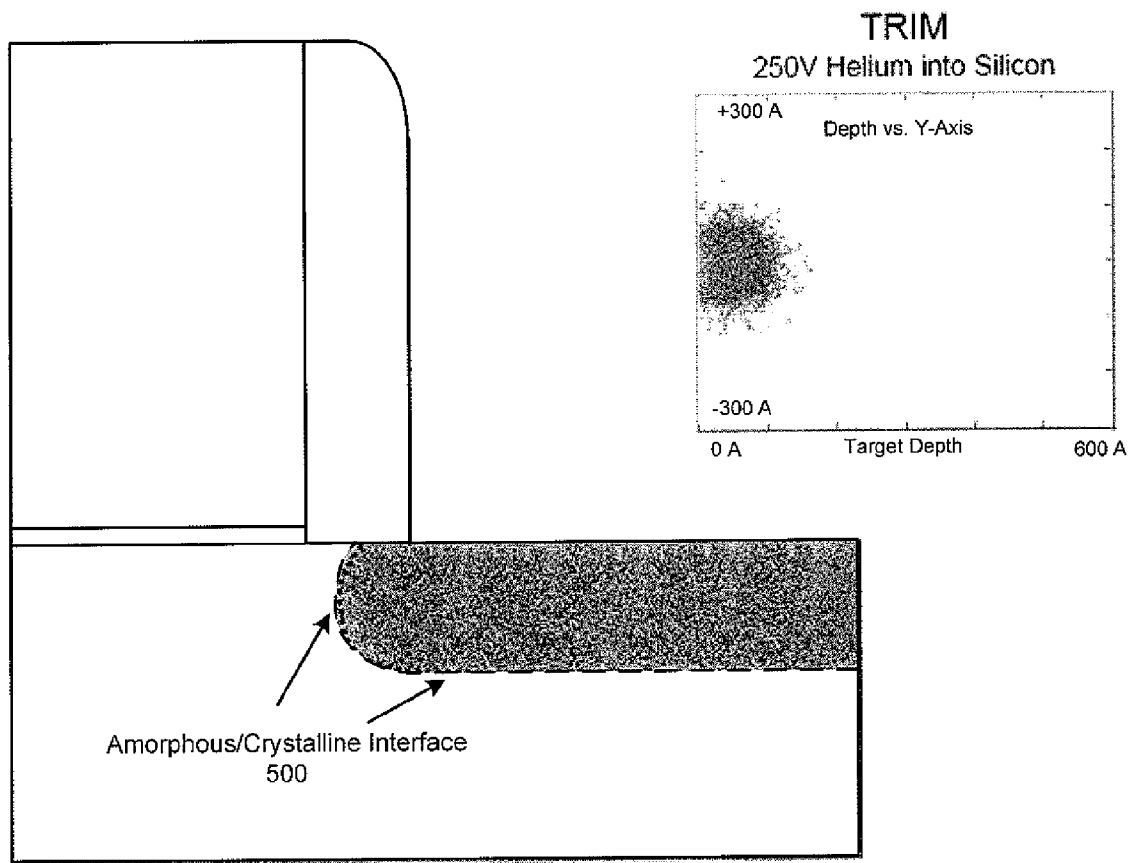 TRIM
250V Helium into Silicon
+300 A
Depth vs. Y-Axis
-300 A
0 A
Target Depth
600 A
Amorphous/Crystalline Interface
500